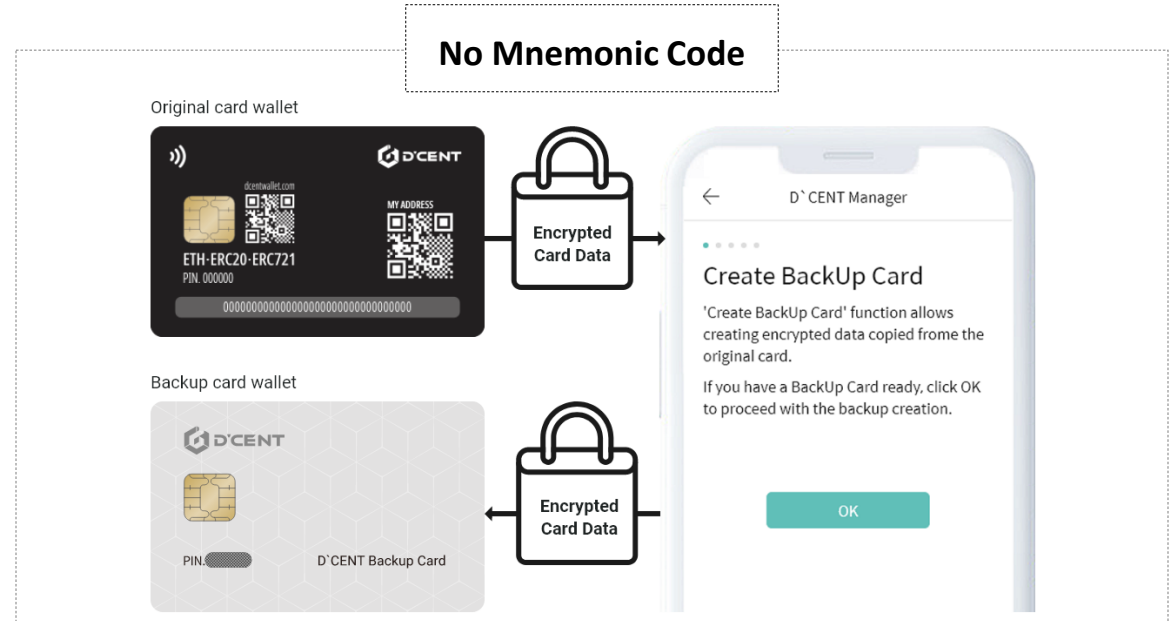 No Mnemonic Code
Original card wallet
D'CENT
dcentwallet.com
MY ADDRESS
ETH·ERC20·ERC721
PIN. 000000
00000000000000000000000000000000
Encrypted
Card Data
D`CENT Manager
Create BackUp Card
'Create BackUp Card' function allows
creating encrypted data copied frome the
original card.
If you have a BackUp Card ready, click OK
to proceed with the backup creation.
OK
Backup card wallet
D'CENT
PIN.
D`CENT Backup Card
Encrypted
Card Data